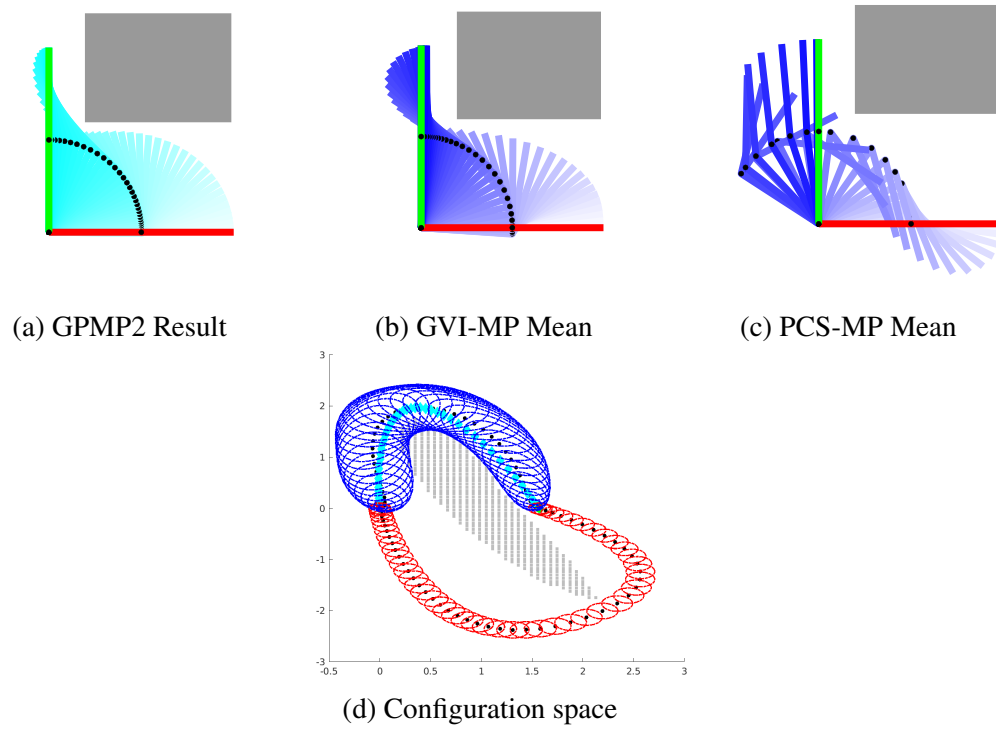 (a) GPMP2 Result
(b) GVI-MP Mean
(c) PCS-MP Mean
3
2
1
0
-1
-2
-3
-0.5 0 0.5 1 1.5 2 2.5 3
(d) Configuration space